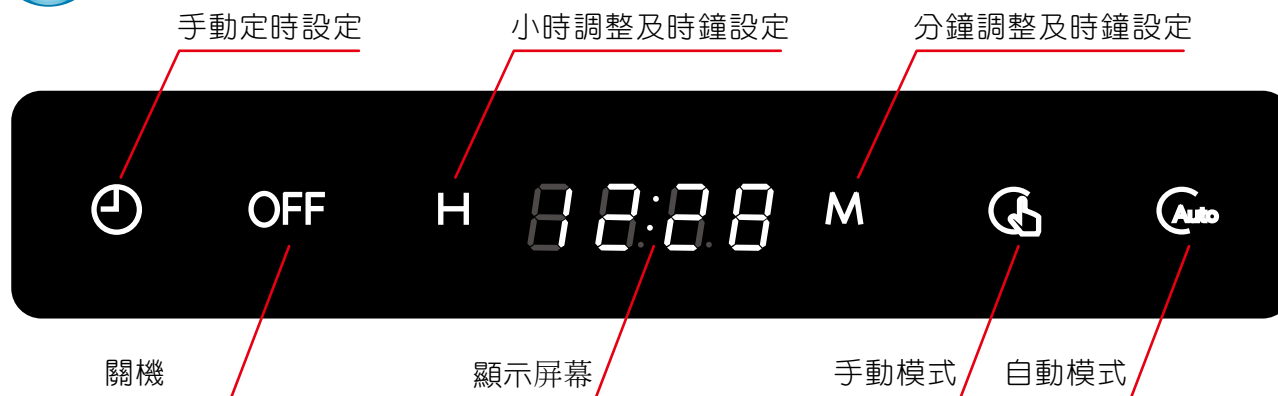 手動定時設定
小時調整及時鐘設定
分鐘調整及時鐘設定
OFF
H
12:28
M
Auto
關機
顯示屏幕
手動模式
自動模式